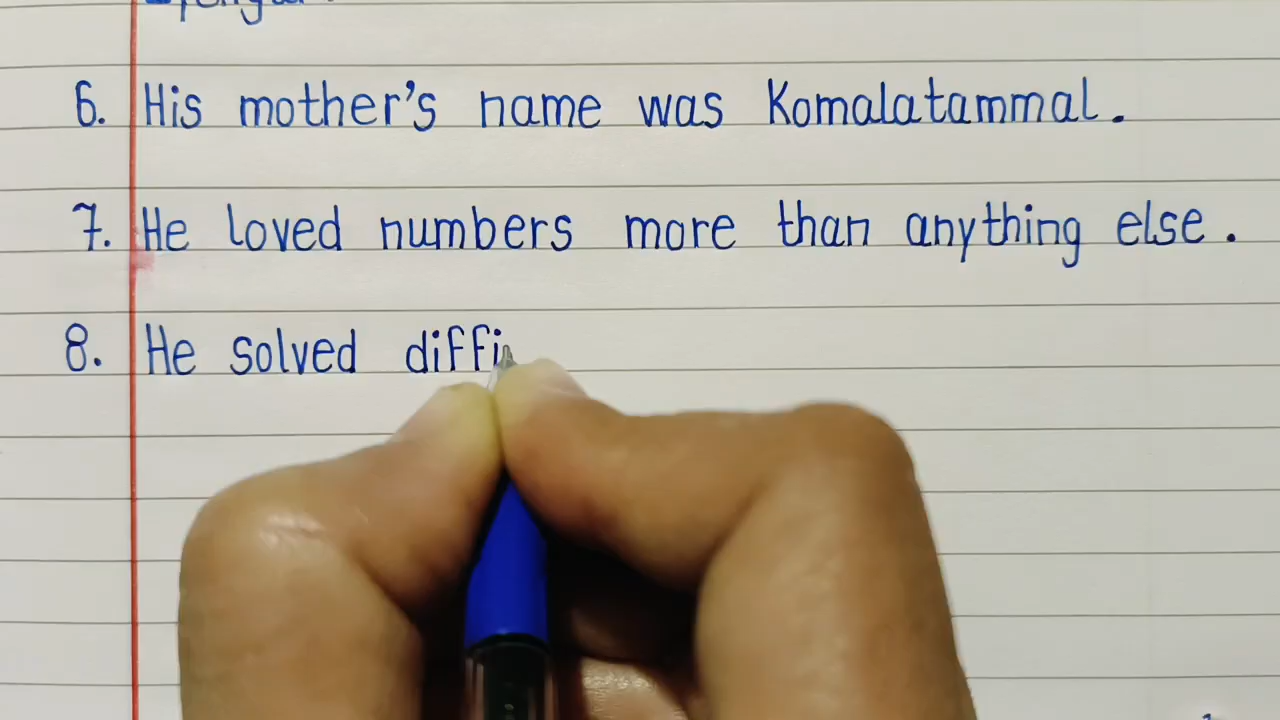 6. His mother's name was Komalatammal.
7. He loved numbers more than anything else.
8. He solved diffi